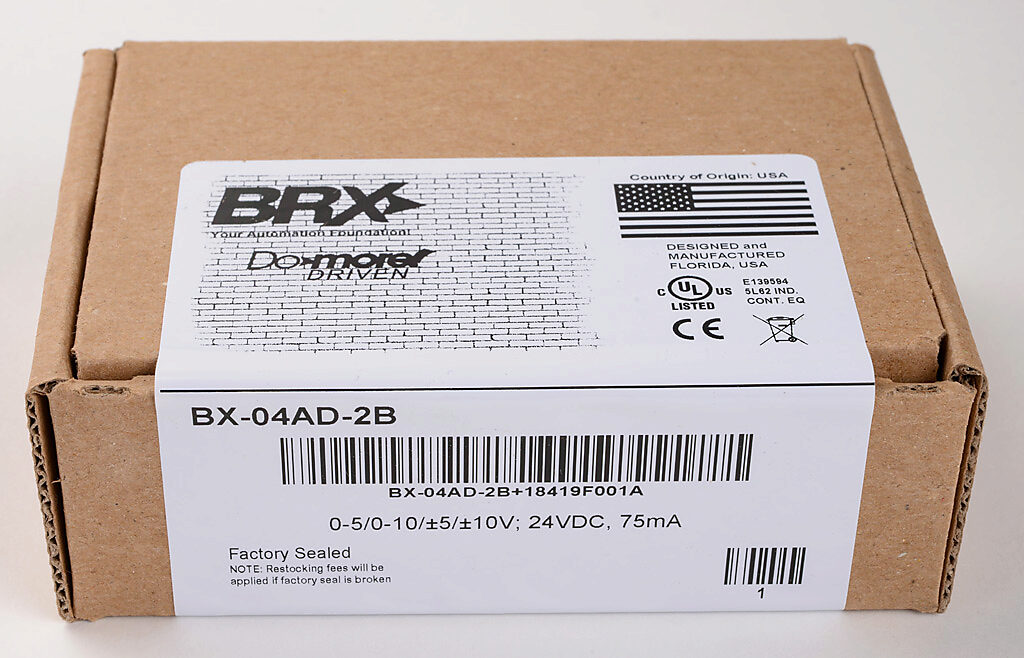 BRX
Your Automation Foundation!
Do-more!
DRIVEN
Country of Origin: USA
DESIGNED and
MANUFACTURED
FLORIDA, USA
C UL US
LISTED
E139594
5L62 IND.
CONT. EQ
CE
BX-04AD-2B
BX-04AD-2B+18419F001A
0-5/0-10/±5/±10V; 24VDC, 75mA
Factory Sealed
NOTE: Restocking fees will be
applied if factory seal is broken
1